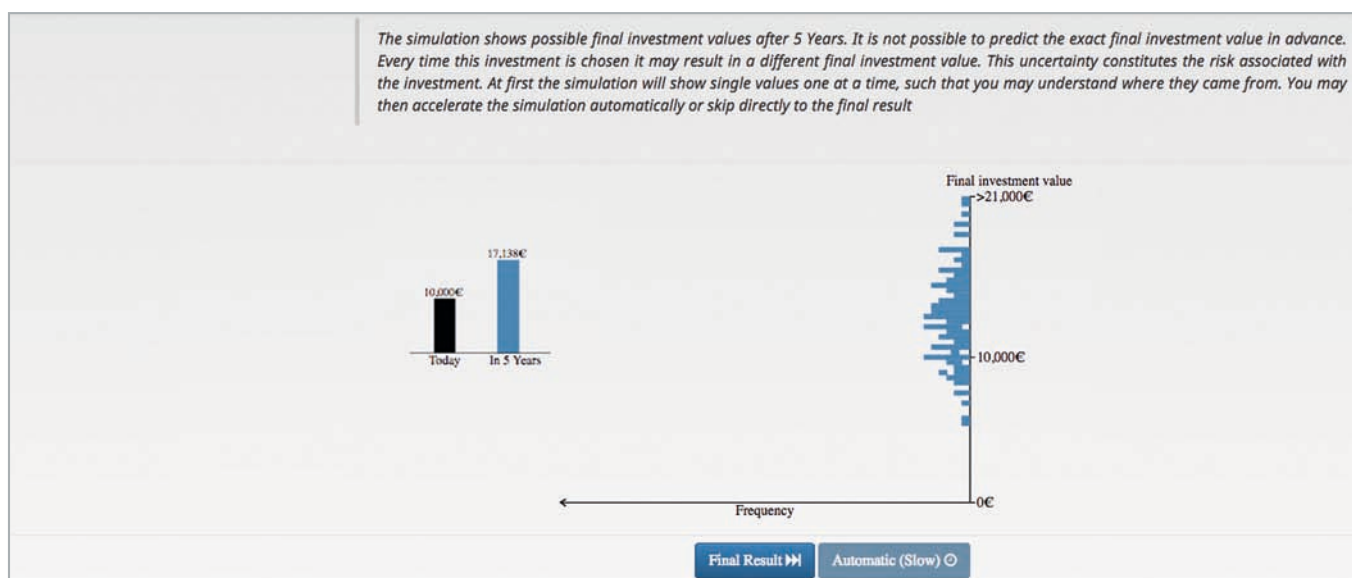 The simulation shows possible final investment values after 5 Years. It is not possible to predict the exact final investment value in advance.
Every time this investment is chosen it may result in a different final investment value. This uncertainty constitutes the risk associated with
the investment. At first the simulation will show single values one at a time, such that you may understand where they came from. You may
then accelerate the simulation automatically or skip directly to the final result
Final investment value
>21,000€
17,138€
10,000€
Today
In 5 Years
10,000€
0€
Frequency
Final Result
Automatic (Slow)